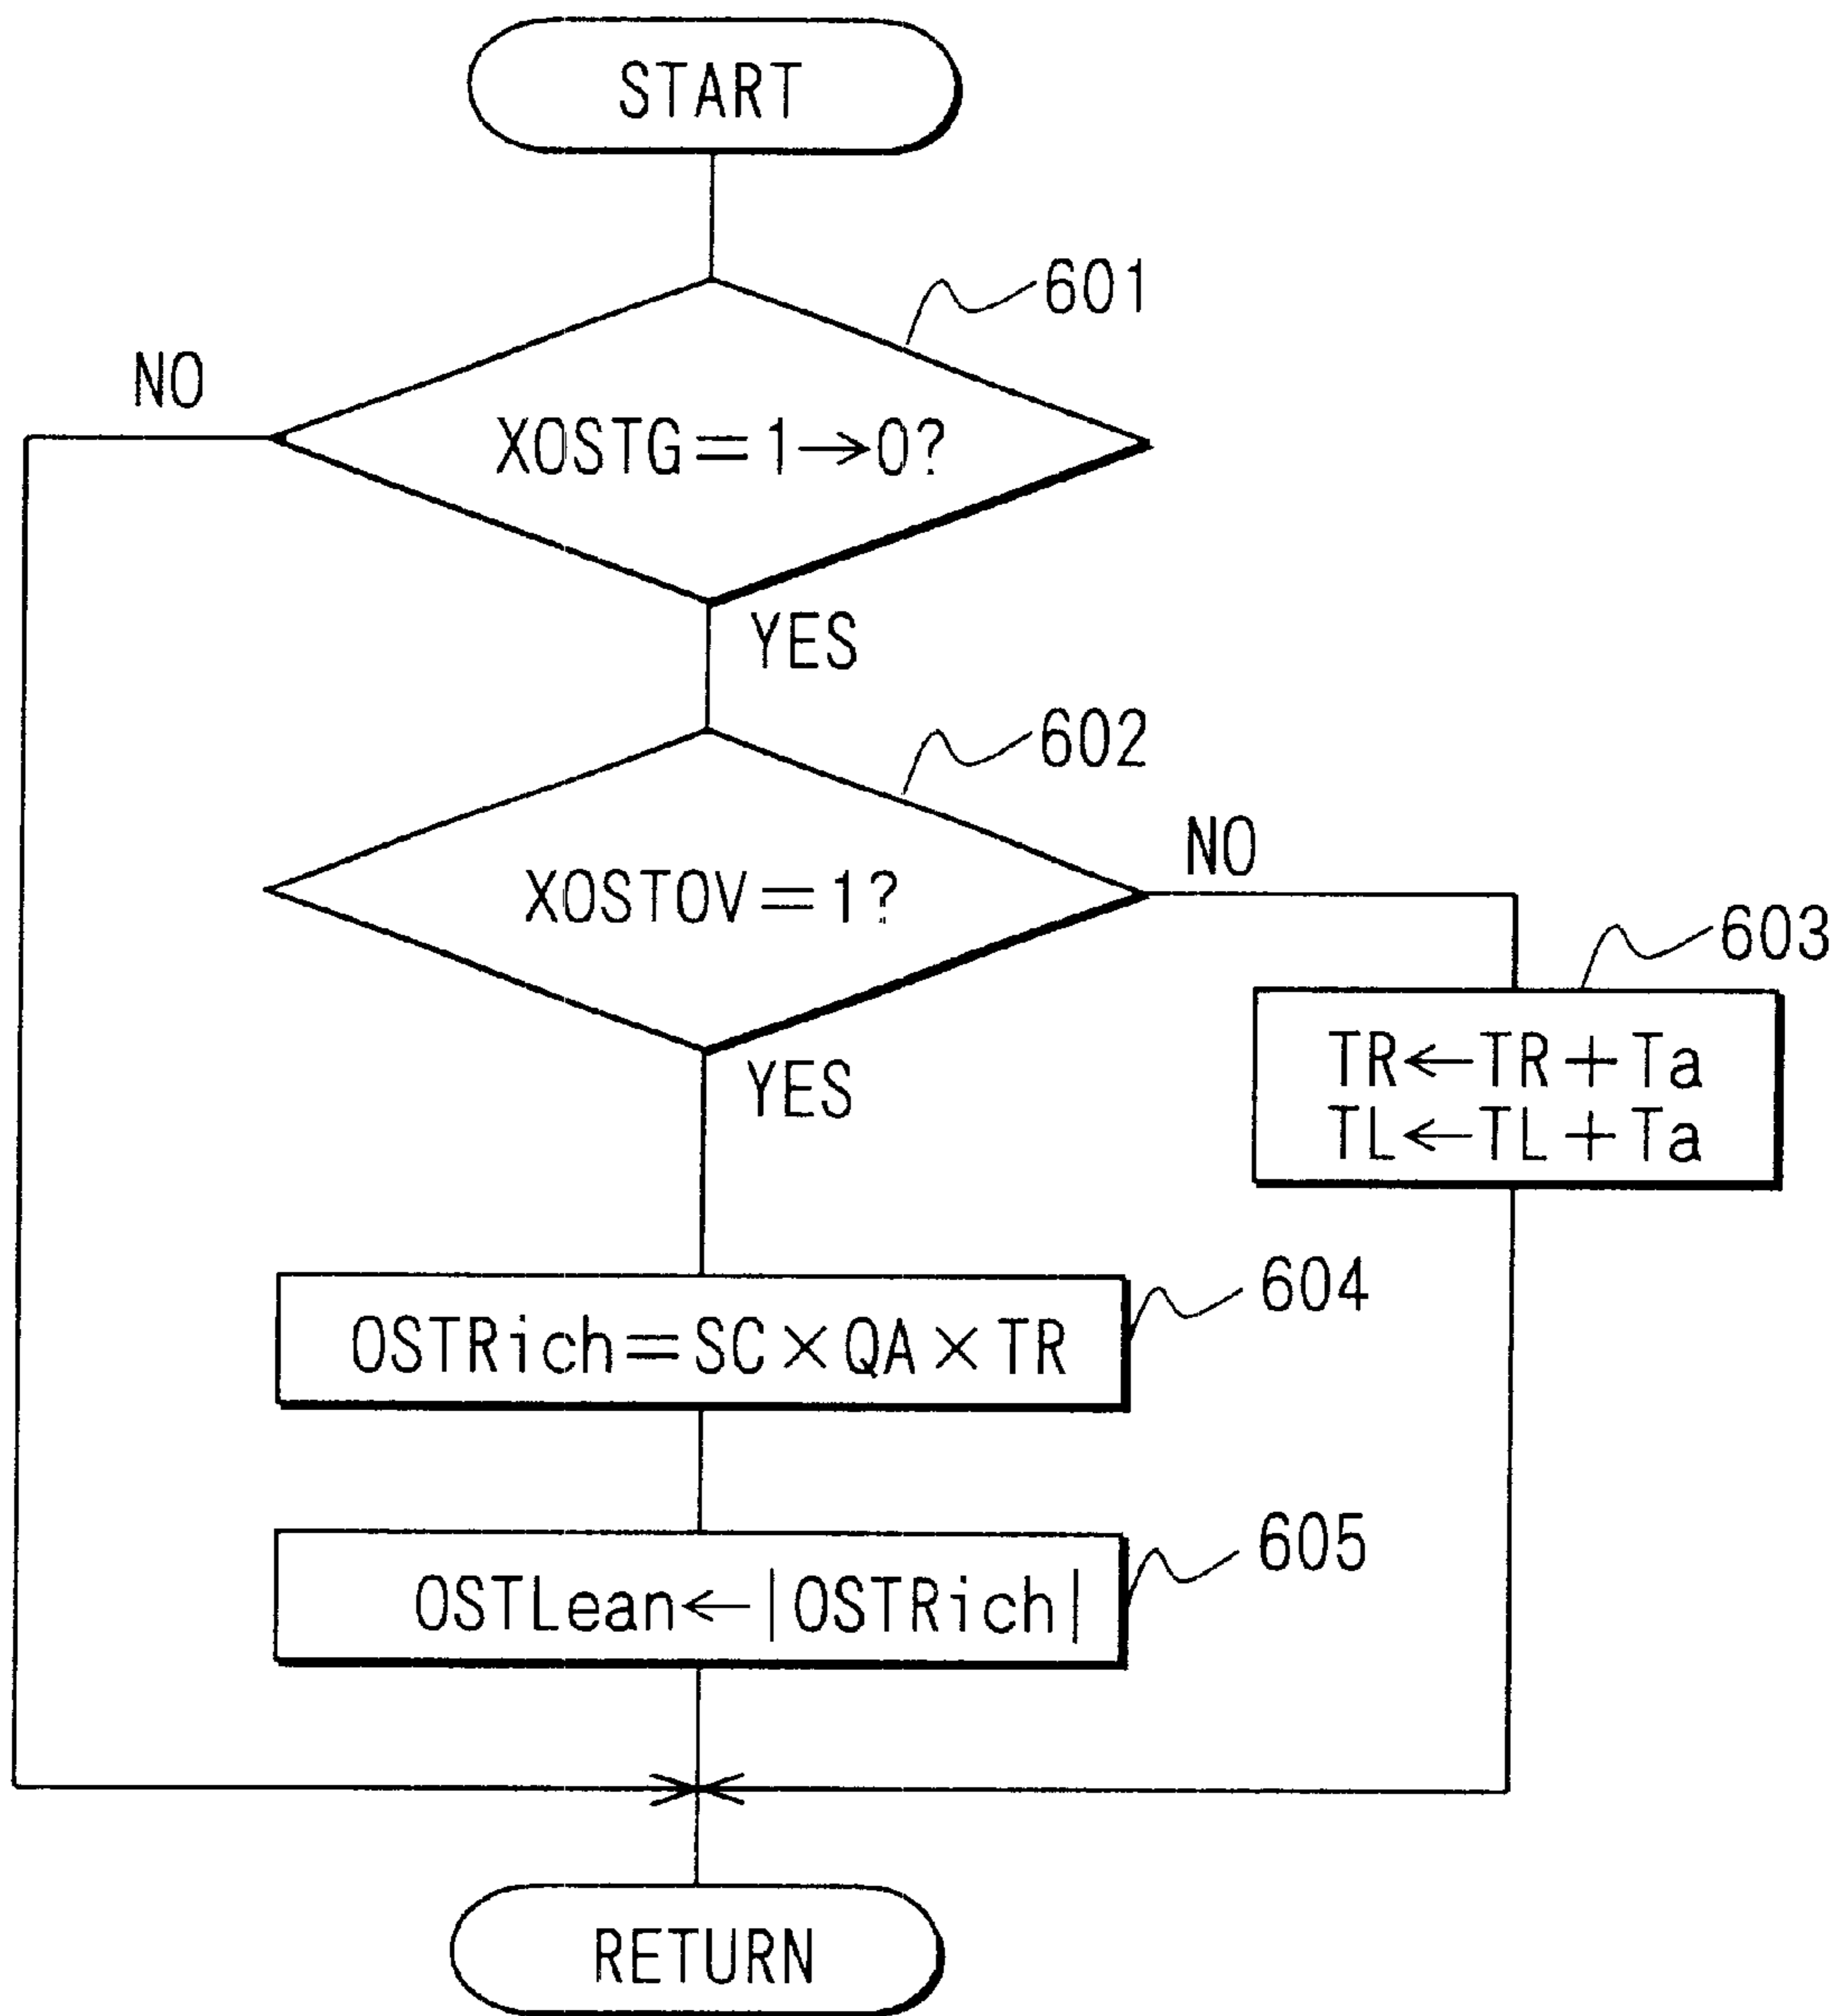 START
601
NO
XOSTG=1→0?
YES
602
NO
XOSTOV=1?
603
TR←TR+Ta
TL←TL+Ta
YES
604
OSTRich=SC×QA×TR
605
OSTLean←|OSTRich|
RETURN